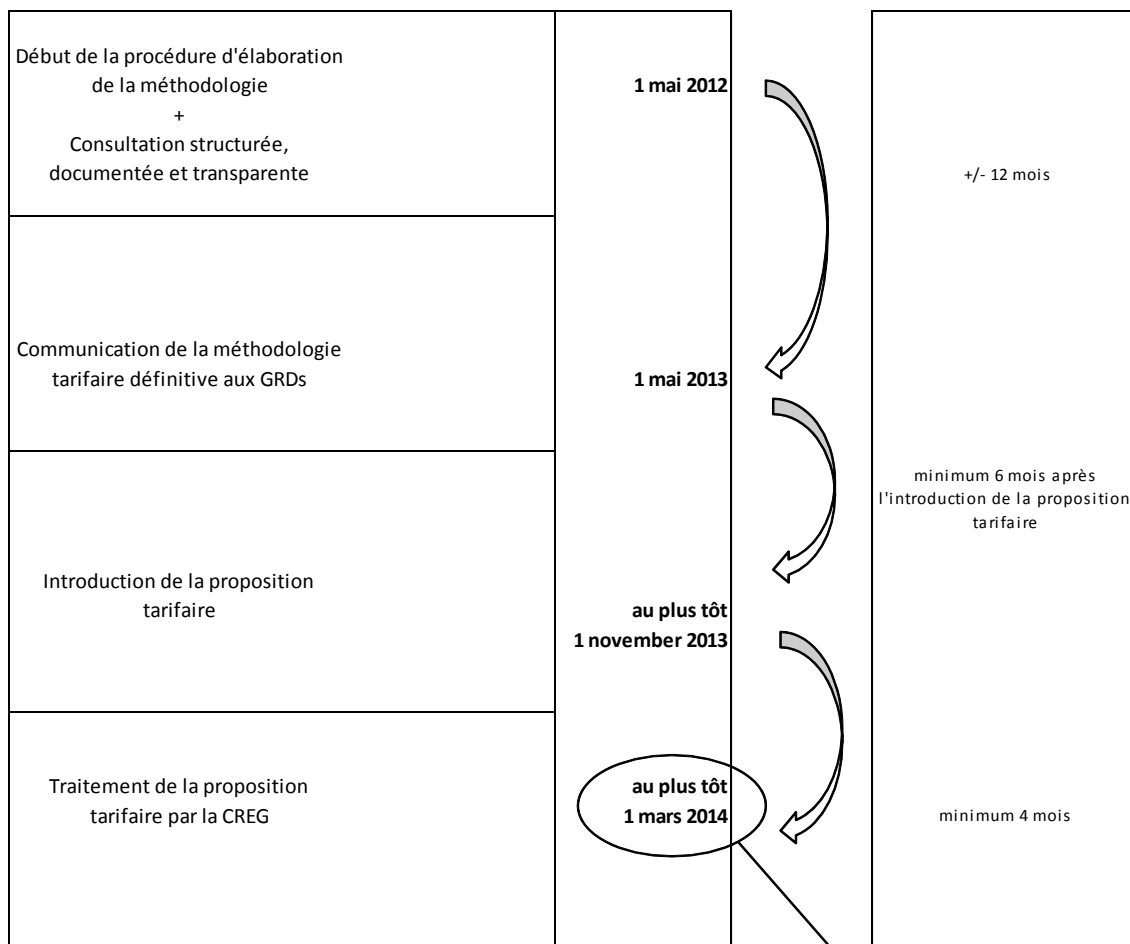 Début de la procédure d'élaboration
de la méthodologie
+
Consultation structurée,
documentée et transparente
1 mai 2012
+/- 12 mois
Communication de la méthodologie
tarifaire définitive aux GRDs
1 mai 2013
minimum 6 mois après
l'introduction de la proposition
tarifaire
Introduction de la proposition
tarifaire
au plus tôt
1 november 2013
Traitement de la proposition
tarifaire par la CREG
au plus tôt
1 mars 2014
minimum 4 mois